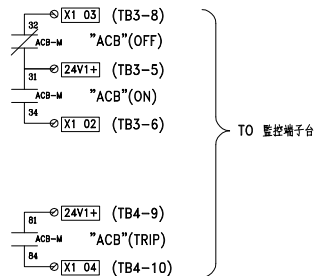 X1 03 (TB3-8)
32
ACB-M "ACB"(OFF)
24V1+ (TB3-5)
31
ACB-M "ACB"(ON)
34
X1 02 (TB3-6)
TO 監控端子台
24V1+ (TB4-9)
81
ACB-M "ACB"(TRIP)
84
X1 04 (TB4-10)